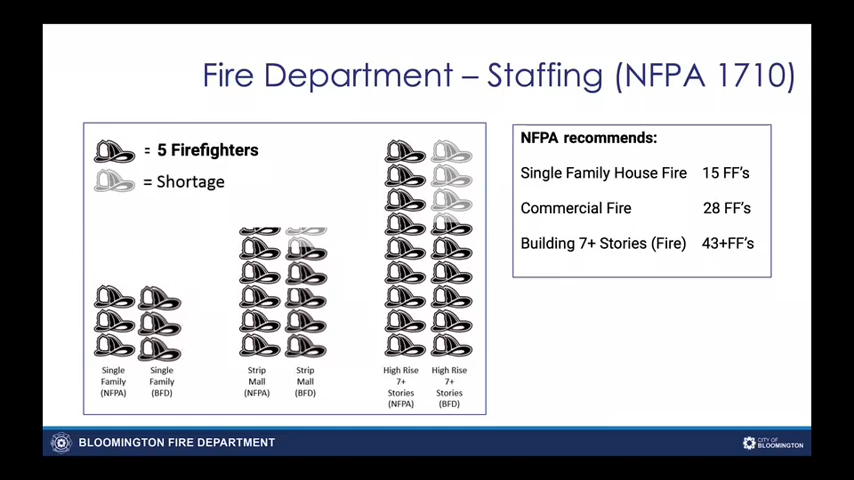 Fire Department – Staffing (NFPA 1710)
= 5 Firefighters
= Shortage
Single
Family
(NFPA)
Single
Family
(BFD)
Strip
Mall
(NFPA)
Strip
Mall
(BFD)
High Rise
7+
Stories
(NFPA)
High Rise
7+
Stories
(BFD)
NFPA recommends:
Single Family House Fire 15 FF's
Commercial Fire 28 FF's
Building 7+ Stories (Fire) 43+FF's
BLOOMINGTON FIRE DEPARTMENT
CITY OF
BLOOMINGTON